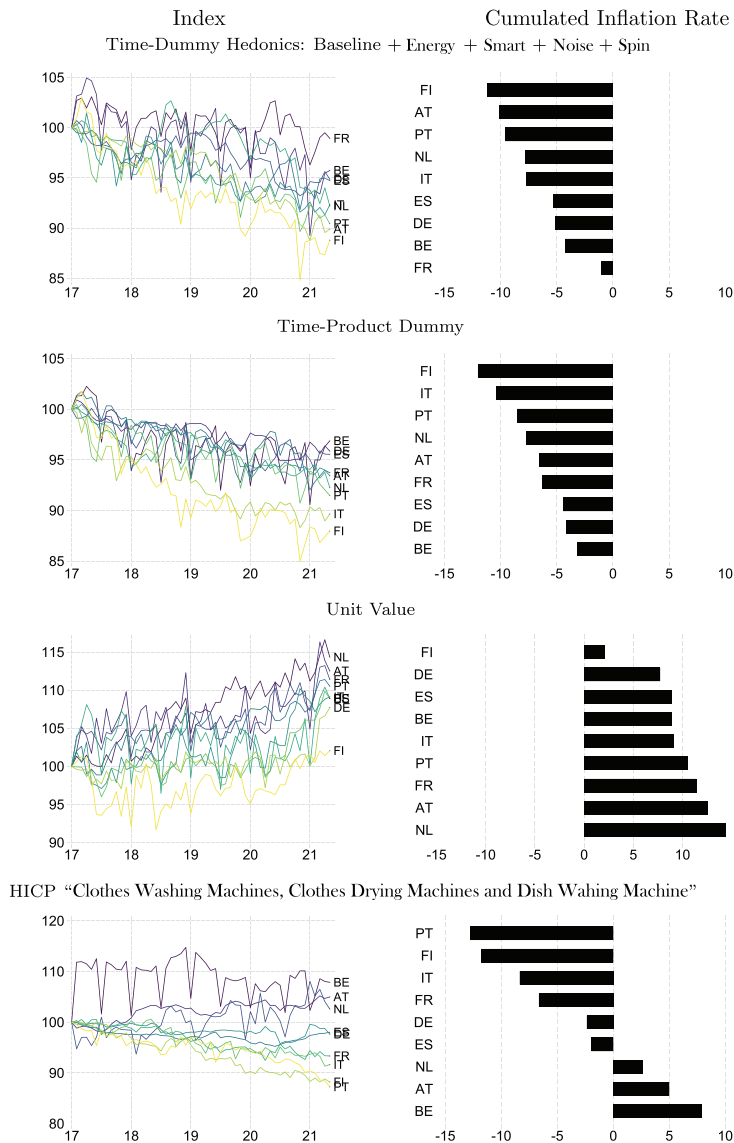 Index Cumulated Inflation Rate
Time-Dummy Hedonics: Baseline + Energy + Smart + Noise + Spin
105
100
95
90
85
17 18 19 20 21
FR
BE
DE
ES
IT
NL
PT
AT
FI
FI
AT
PT
NL
IT
ES
DE
BE
FR
-15 -10 -5 0 5 10
Time-Product Dummy
105
100
95
90
85
17 18 19 20 21
BE
DE
ES
FR
AT
NL
PT
IT
FI
FI
IT
PT
NL
AT
FR
ES
DE
BE
-15 -10 -5 0 5 10
Unit Value
115
110
105
100
95
90
17 18 19 20 21
NL
AT
FR
PT
IT
ES
BE
DE
FI
FI
DE
ES
BE
IT
PT
FR
AT
NL
-15 -10 -5 0 5 10
HICP “Clothes Washing Machines, Clothes Drying Machines and Dish Wahing Machine”
120
110
100
90
80
17 18 19 20 21
BE
AT
NL
ES
DE
FR
IT
FI
PT
PT
FI
IT
FR
DE
ES
NL
AT
BE
-15 -10 -5 0 5 10